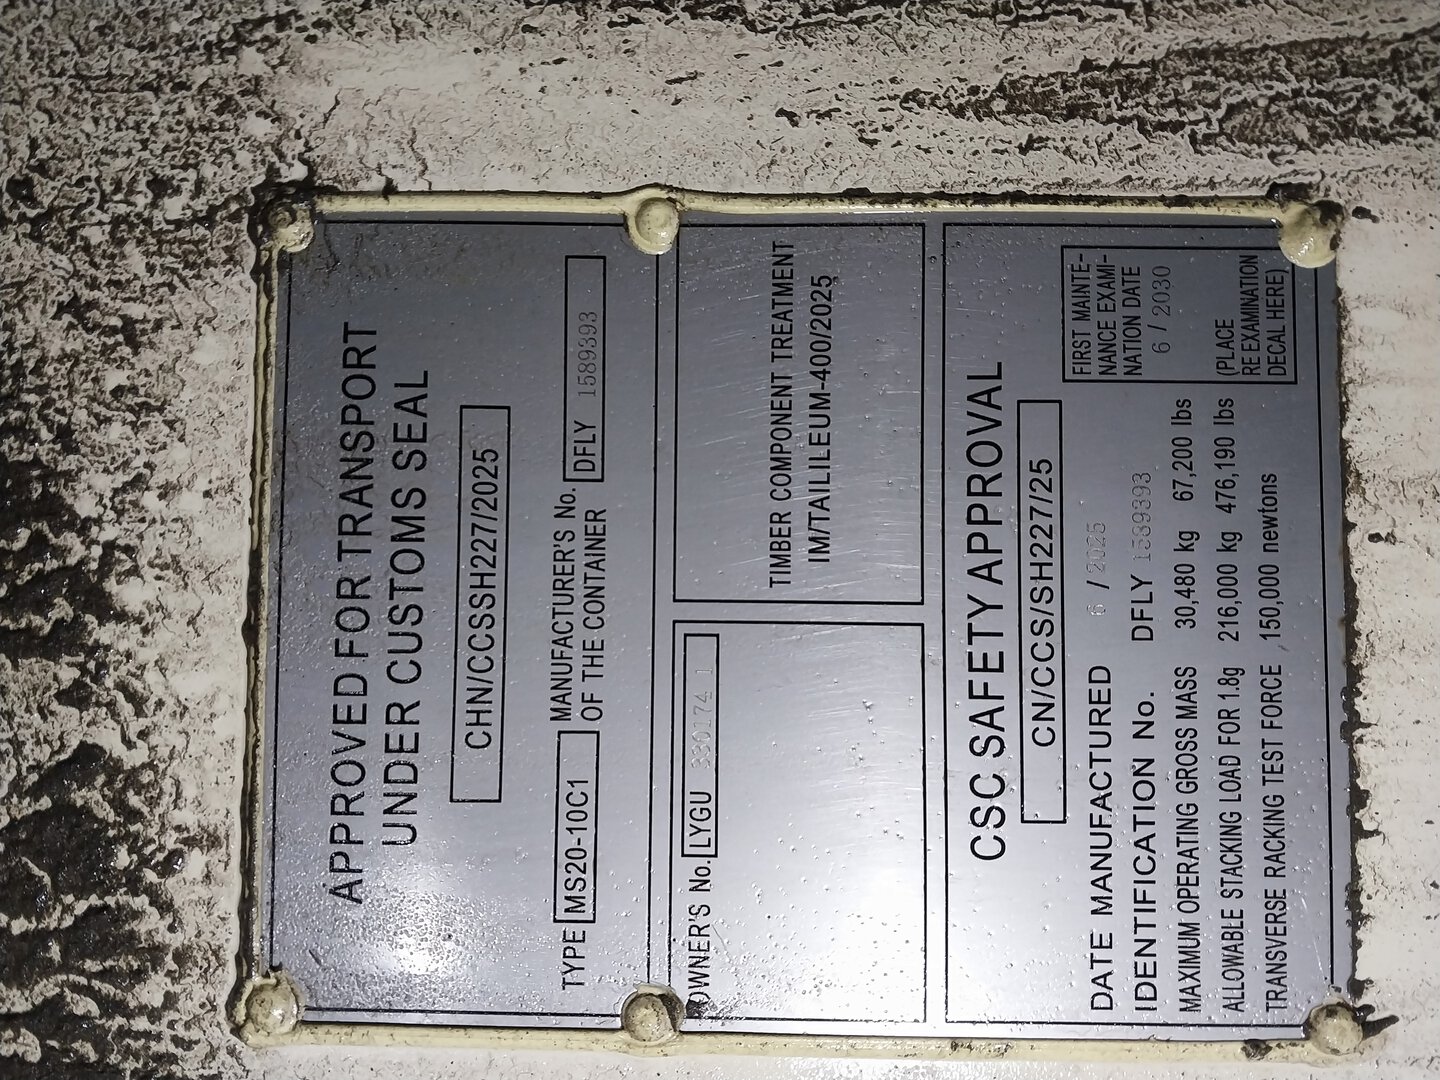 APPROVED FOR TRANSPORT
UNDER CUSTOMS SEAL
CHN/CCSSH227/2025
TYPE MS20-10C1
MANUFACTURER'S No.
OF THE CONTAINER
DFLY 1589393
OWNER'S No. LYGU 330174 1
TIMBER COMPONENT TREATMENT
IM/TAILILEUM-400/2025
CSC SAFETY APPROVAL
CN/CCS/SH227/25
DATE MANUFACTURED 6 / 2025
IDENTIFICATION No. DFLY 1589393
MAXIMUM OPERATING GROSS MASS 30,480 kg 67,200 lbs
ALLOWABLE STACKING LOAD FOR 1.8g 216,000 kg 476,190 lbs
TRANSVERSE RACKING TEST FORCE 150,000 newtons
FIRST MAINTE-
NANCE EXAMI-
NATION DATE
6 / 2030
(PLACE
RE EXAMINATION
DECAL HERE)